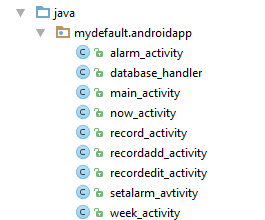 java
mydefault.androidapp
alarm_activity
database_handler
main_activity
now_activity
record_activity
recordadd_activity
recordedit_activity
setalarm_avtivity
week_activity